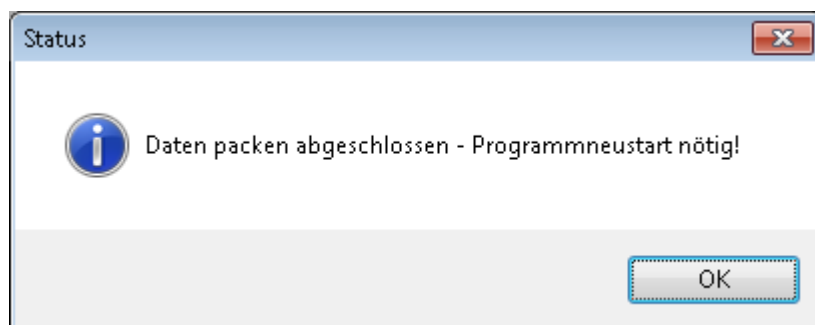 Status
Daten packen abgeschlossen - Programmneustart nötig!
OK